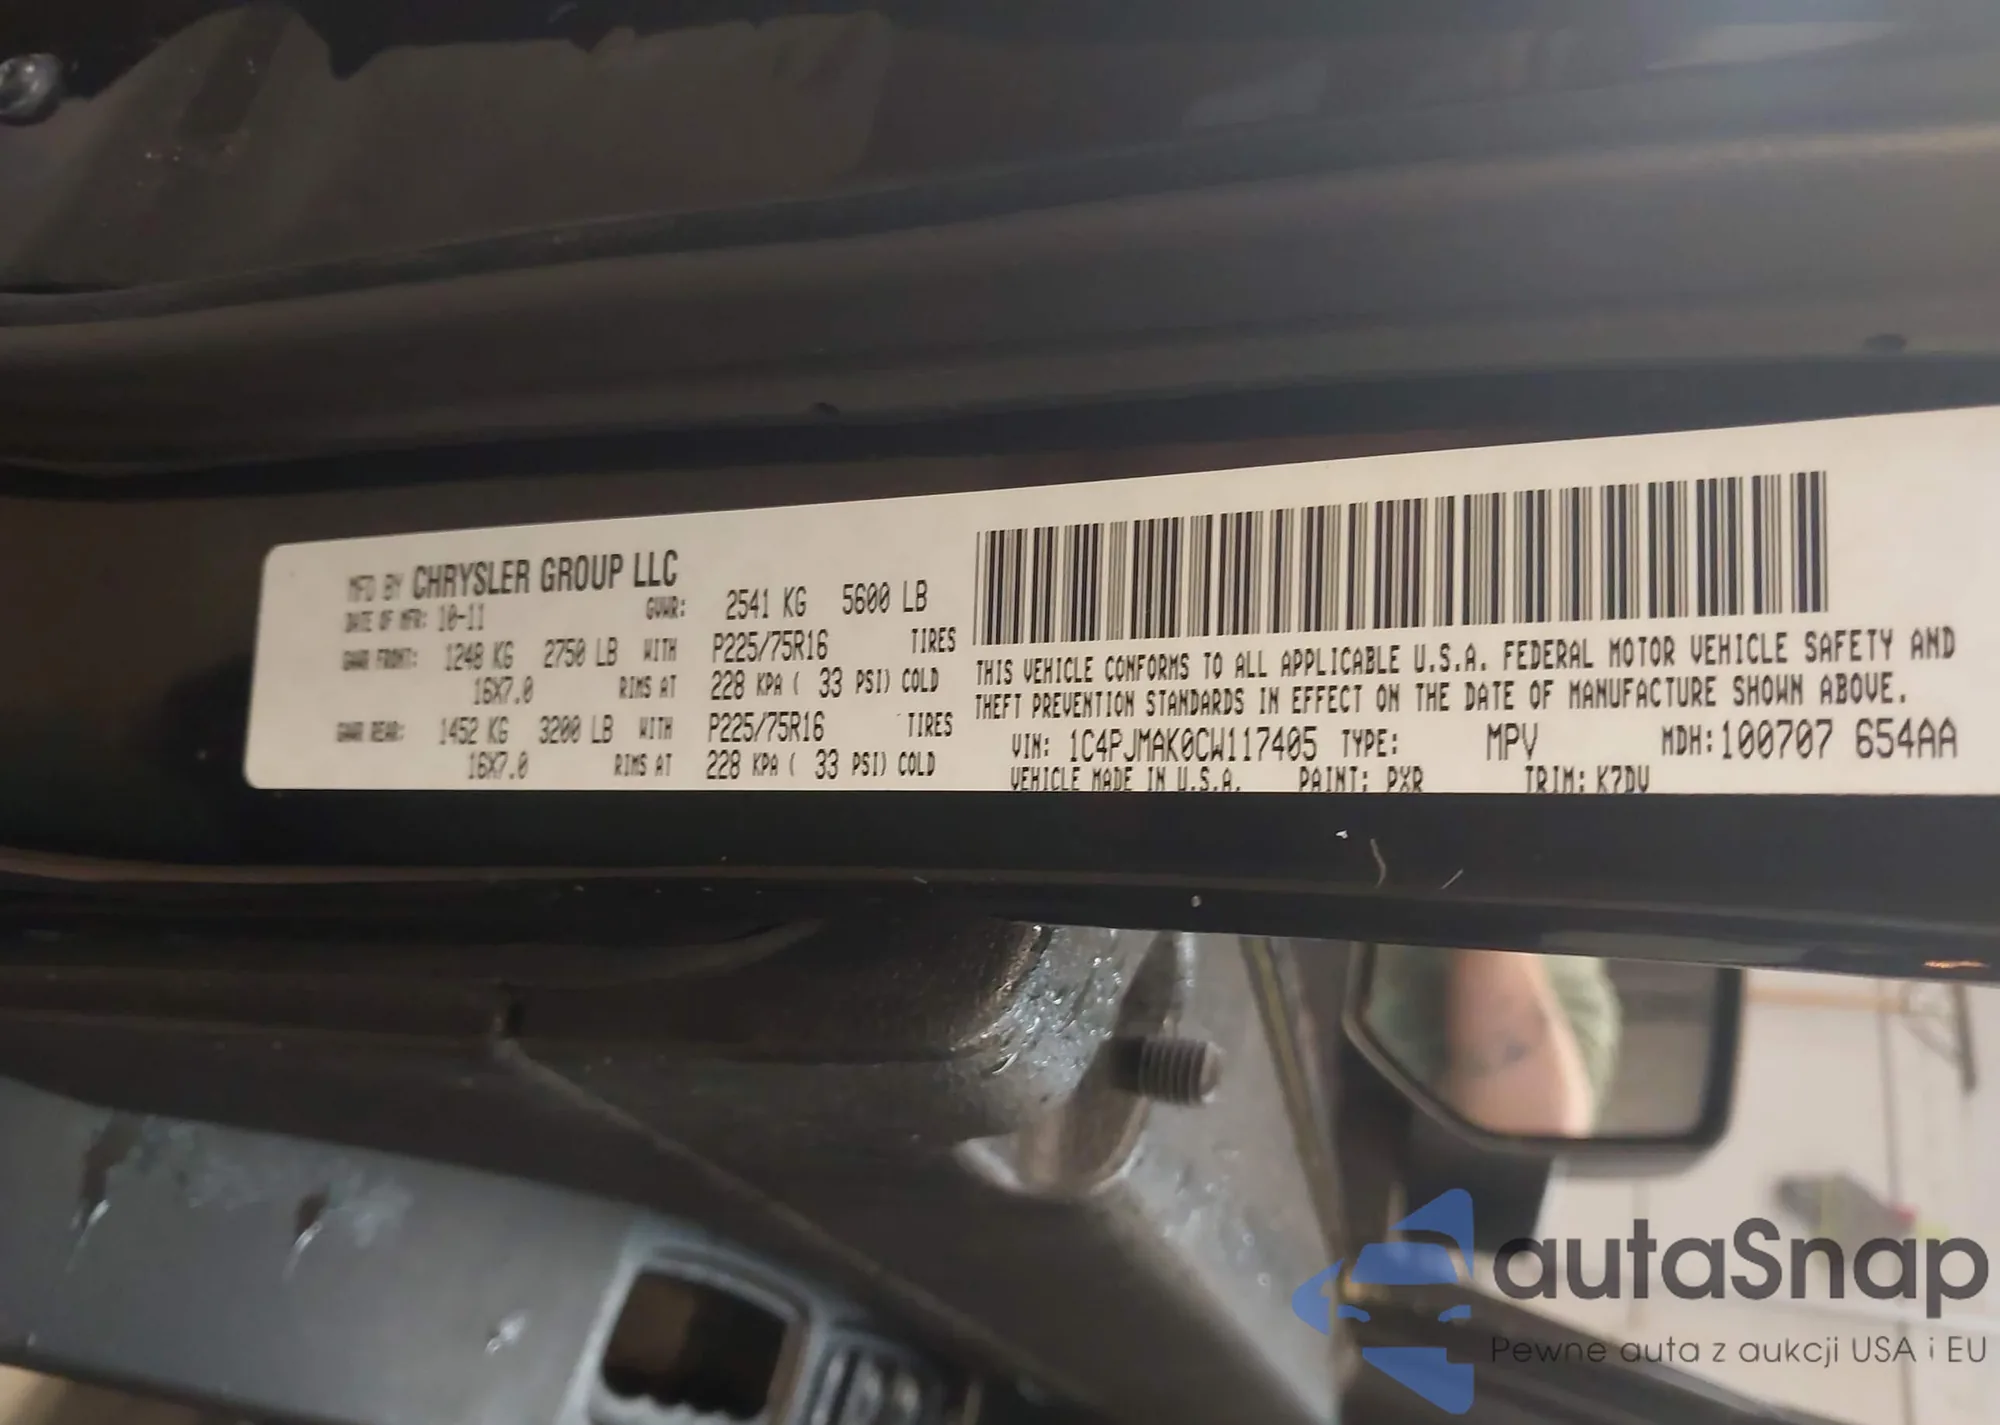 MFD BY CHRYSLER GROUP LLC
DATE OF MFR: 10-11 GVWR: 2541 KG 5600 LB
GAWR FRONT: 1248 KG 2750 LB WITH P225/75R16 TIRES
16X7.0 RIMS AT 228 KPA ( 33 PSI) COLD
GAWR REAR: 1452 KG 3200 LB WITH P225/75R16 TIRES
16X7.0 RIMS AT 228 KPA ( 33 PSI) COLD
THIS VEHICLE CONFORMS TO ALL APPLICABLE U.S.A. FEDERAL MOTOR VEHICLE SAFETY AND
THEFT PREVENTION STANDARDS IN EFFECT ON THE DATE OF MANUFACTURE SHOWN ABOVE.
VIN: 1C4PJMAK0CW117405 TYPE: MPV MDH:100707 654AA
VEHICLE MADE IN U.S.A. PAINT: PXR TRIM: K7DV
autaSnap
Pewne auta z aukcji USA i EU